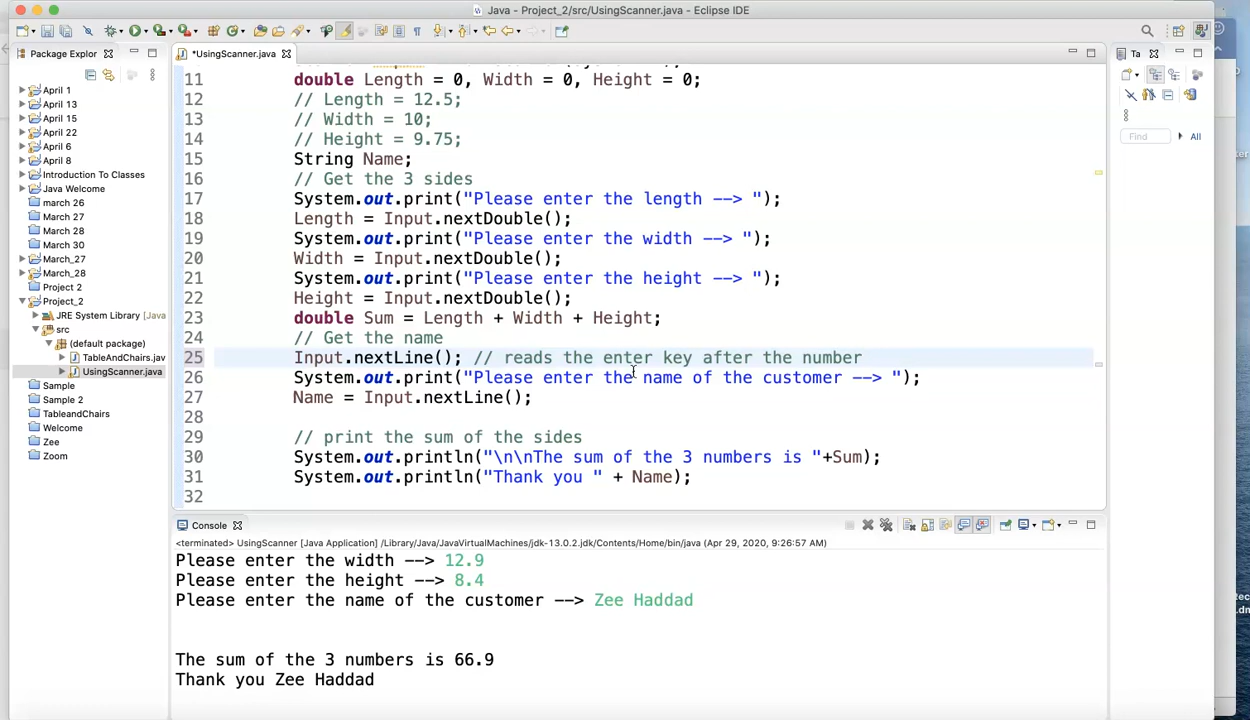 Java - Project_2/src/UsingScanner.java - Eclipse IDE
Package Explor
*UsingScanner.java
Ta
April 1
April 13
April 15
April 22
April 6
April 8
Introduction To Classes
Java Welcome
march 26
March 27
March 28
March 30
March_27
March_28
Project 2
Project_2
JRE System Library (Java
src
(default package)
TableAndChairs.jav
UsingScanner.java
Sample
Sample 2
TableandChairs
Welcome
Zee
Zoom
11 double Length = 0, Width = 0, Height = 0;
12 // Length = 12.5;
13 // Width = 10;
14 // Height = 9.75;
15 String Name;
16 // Get the 3 sides
17 System.out.print("Please enter the length --> ");
18 Length = Input.nextDouble();
19 System.out.print("Please enter the width --> ");
20 Width = Input.nextDouble();
21 System.out.print("Please enter the height --> ");
22 Height = Input.nextDouble();
23 double Sum = Length + Width + Height;
24 // Get the name
25 Input.nextLine(); // reads the enter key after the number
26 System.out.print("Please enter the name of the customer --> ");
27 Name = Input.nextLine();
28
29 // print the sum of the sides
30 System.out.println("\n\nThe sum of the 3 numbers is "+Sum);
31 System.out.println("Thank you " + Name);
32
Find
All
Console
<terminated> UsingScanner [Java Application] /Library/Java/JavaVirtualMachines/jdk-13.0.2.jdk/Contents/Home/bin/java (Apr 29, 2020, 9:26:57 AM)
Please enter the width --> 12.9
Please enter the height --> 8.4
Please enter the name of the customer --> Zee Haddad
The sum of the 3 numbers is 66.9
Thank you Zee Haddad